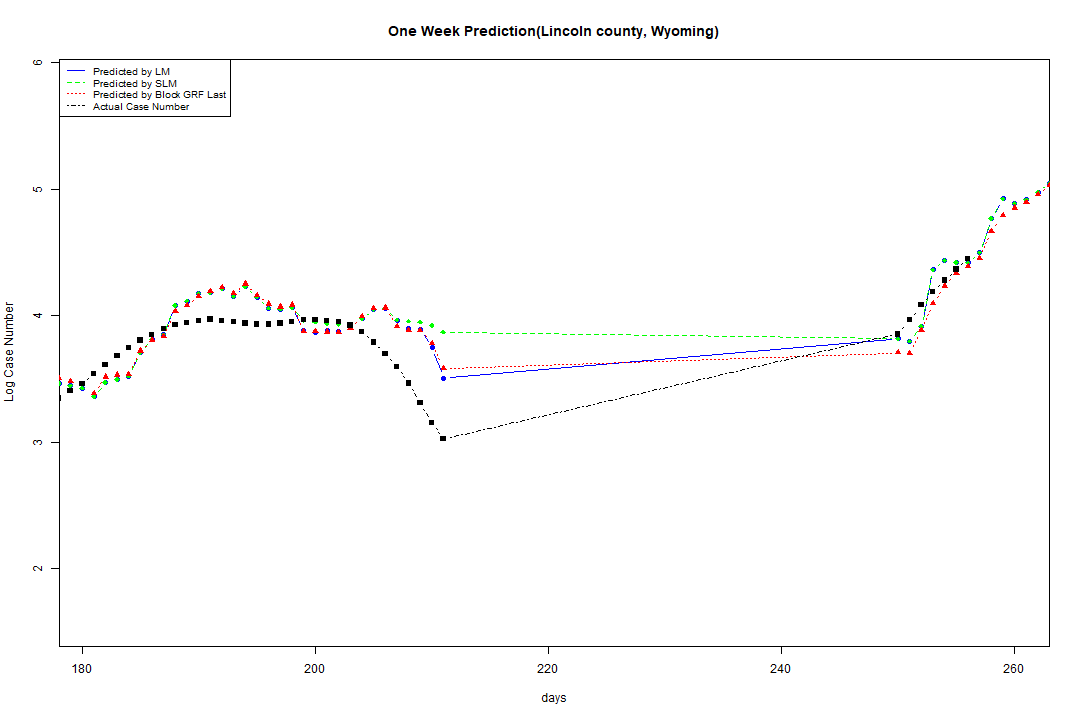 One Week Prediction(Lincoln county, Wyoming)
Predicted by LM
Predicted by SLM
Predicted by Block GRF Last
Actual Case Number
Log Case Number
6
5
4
3
2
180
200
220
240
260
days